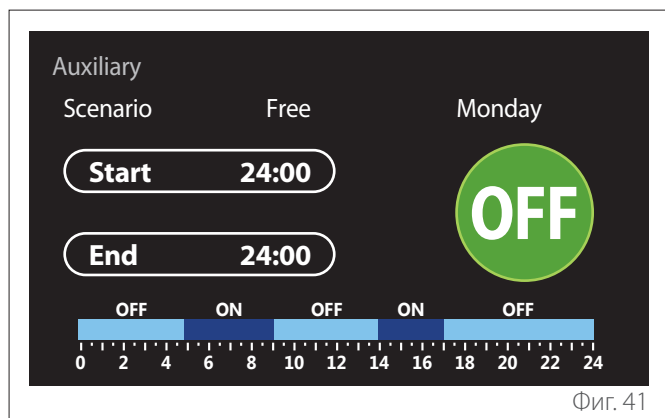 Auxiliary
Scenario Free Monday
Start 24:00
OFF
End 24:00
OFF ON OFF ON OFF
0 2 4 6 8 10 12 14 16 18 20 22 24
Фиг. 41